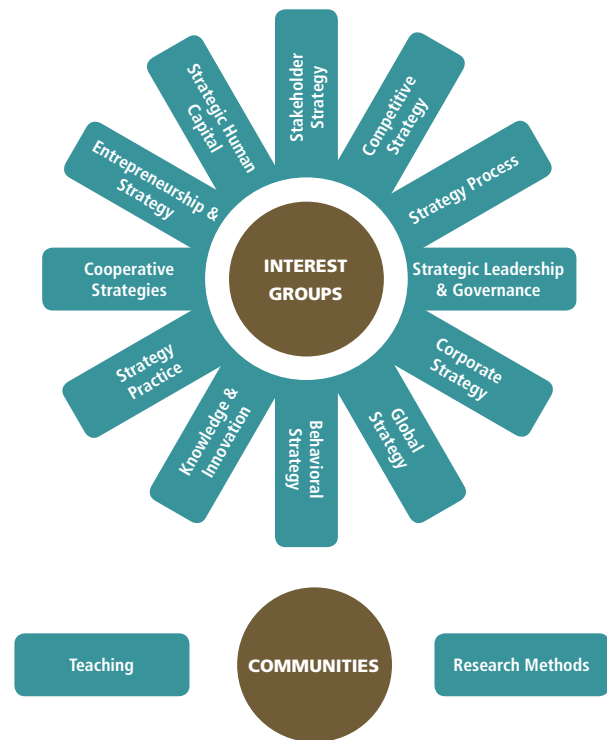 Stakeholder
Strategy
Competitive
Strategy
Strategy Process
Strategic Leadership
& Governance
Corporate
Strategy
Global
Strategy
Behavioral
Strategy
Knowledge &
Innovation
Strategy
Practice
Cooperative
Strategies
Entrepreneurship &
Strategy
Strategic Human
Capital
INTEREST
GROUPS
Teaching
COMMUNITIES
Research Methods